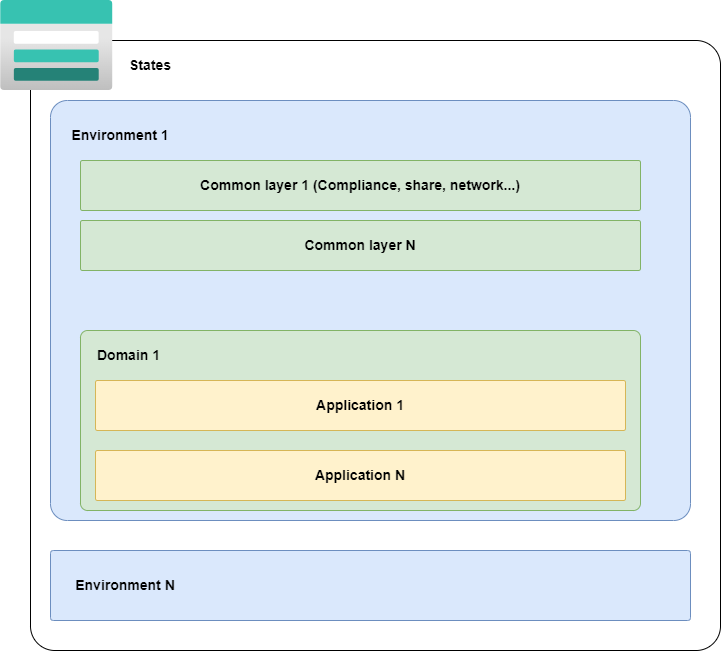 States
Environment 1
Common layer 1 (Compliance, share, network...)
Common layer N
Domain 1
Application 1
Application N
Environment N